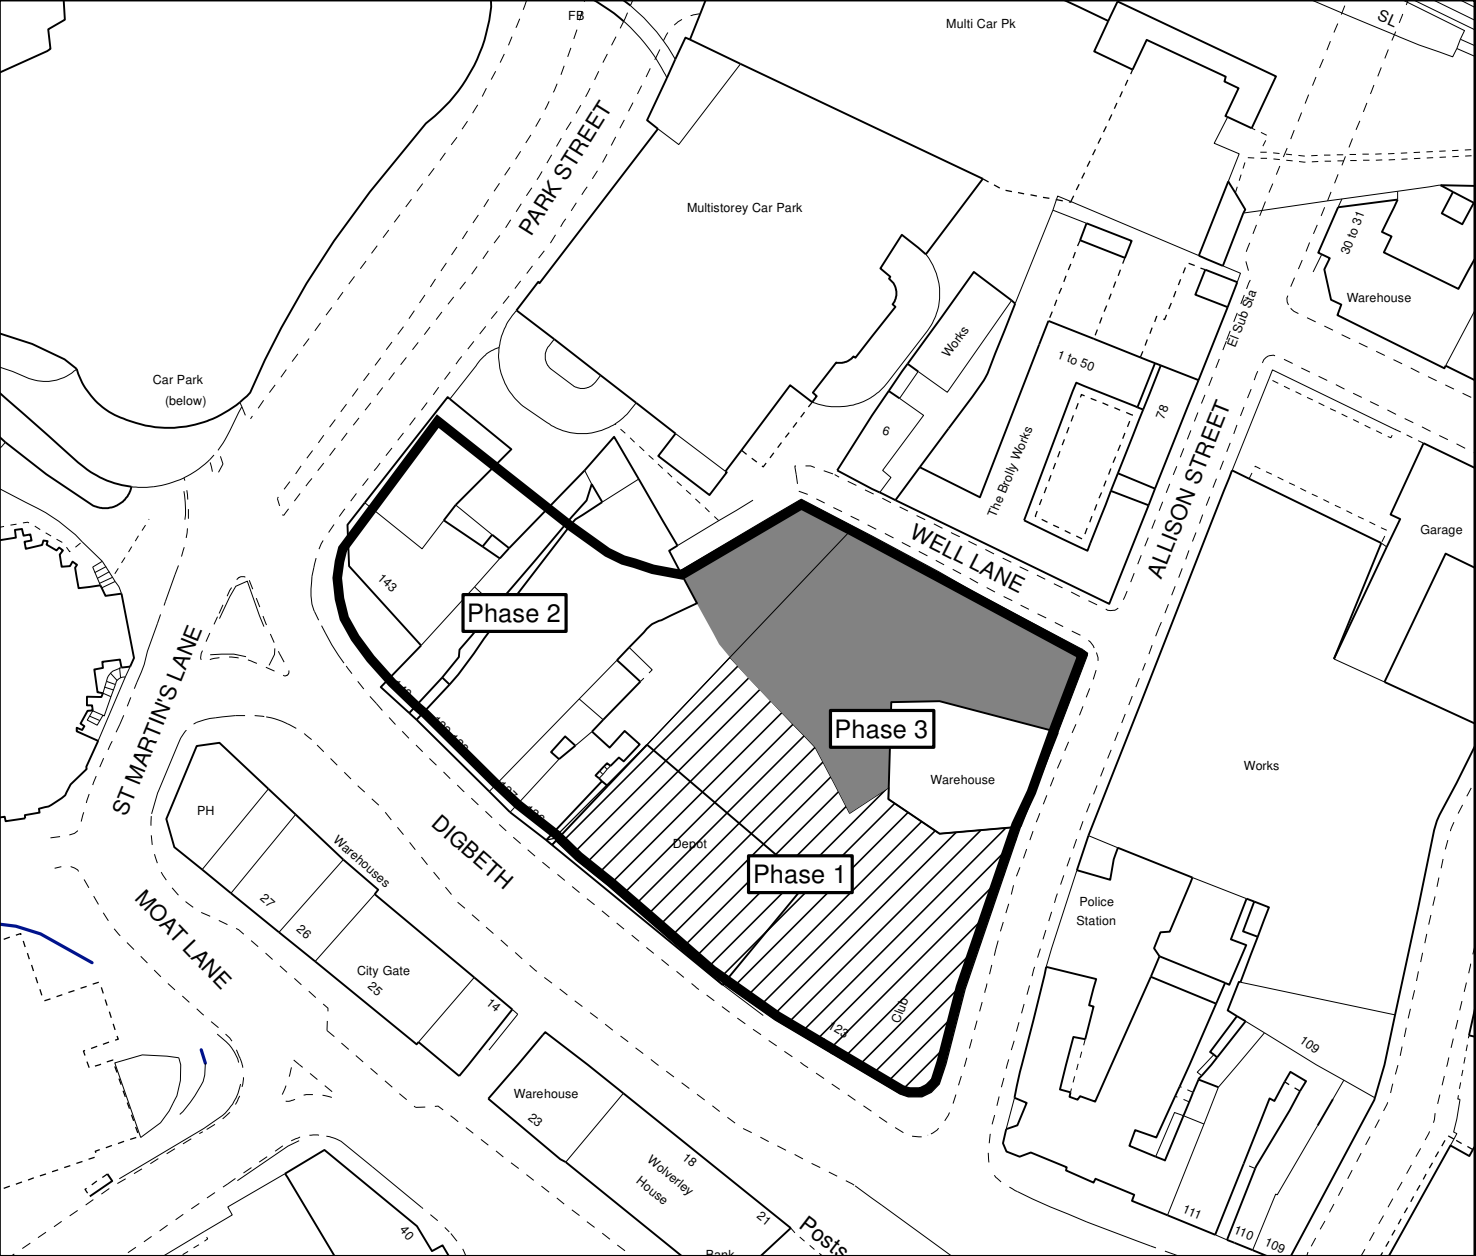 FB
Multi Car Pk
SL
PARK STREET
Multistorey Car Park
30 to 31
Warehouse
El Sub Sta
Works
1 to 50
Car Park
(below)
78
6
The Brolly Works
ALLISON STREET
WELL LANE
Garage
143
Phase 2
ST MARTIN'S LANE
Phase 3
Warehouse
Works
PH
Warehouses
DIGBETH
Depot
Phase 1
27
26
MOAT LANE
Police
Station
City Gate
25
14
Club
123
109
Warehouse
23
18
Wolverley
House
21
Posts
40
Bank
111
110
109